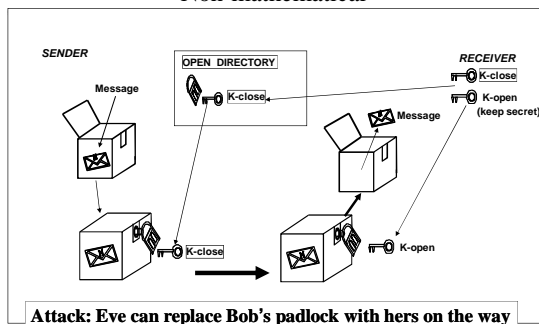 SENDER
Message
K-close
OPEN DIRECTORY
K-close
RECEIVER
K-close
K-open
(keep secret)
Message
K-open
Attack: Eve can replace Bob's padlock with hers on the way